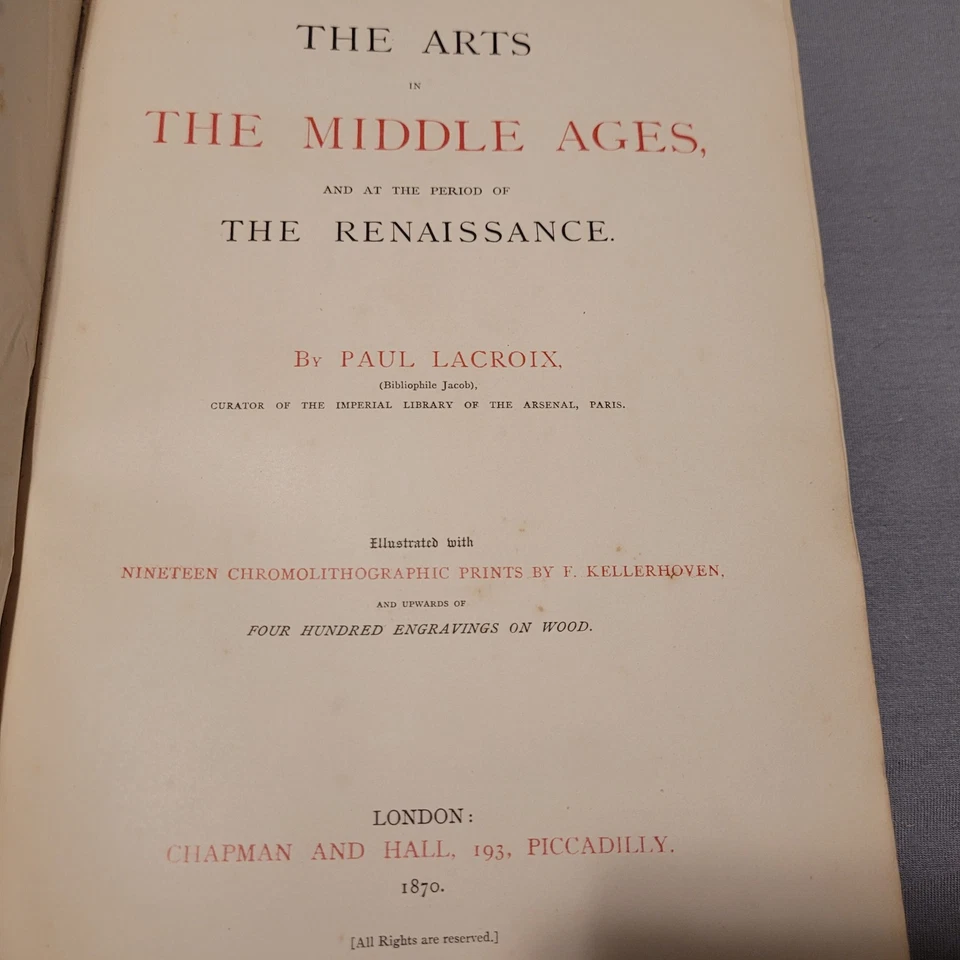 THE ARTS
IN
THE MIDDLE AGES,
AND AT THE PERIOD OF
THE RENAISSANCE.
BY PAUL LACROIX,
(Bibliophile Jacob),
CURATOR OF THE IMPERIAL LIBRARY OF THE ARSENAL, PARIS.
Illustrated with
NINETEEN CHROMOLITHOGRAPHIC PRINTS BY F. KELLERHOVEN,
AND UPWARDS OF
FOUR HUNDRED ENGRAVINGS ON WOOD.
LONDON:
CHAPMAN AND HALL, 193, PICCADILLY.
1870.
[All Rights are reserved.]